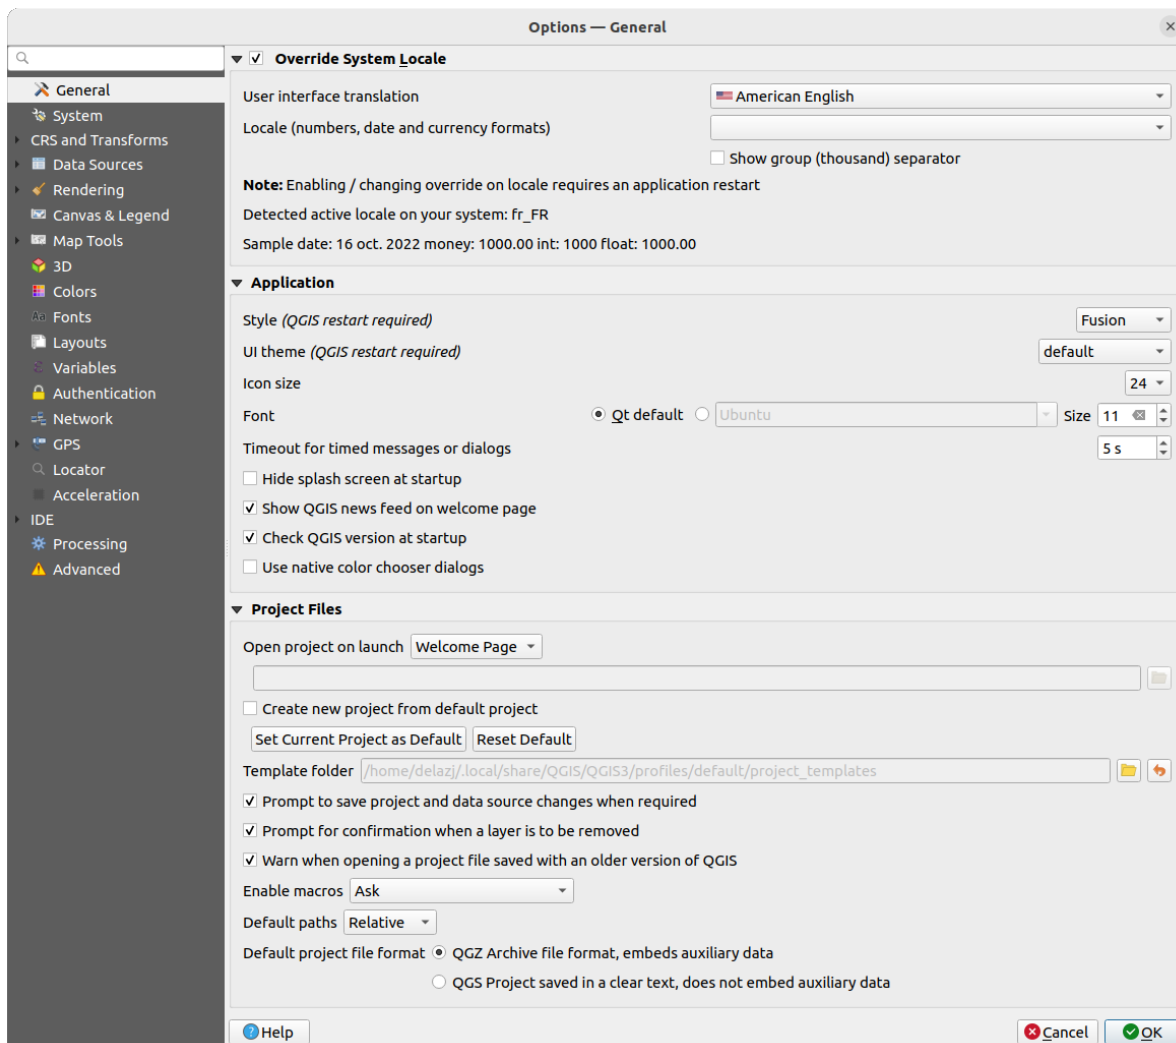 Options — General
General
System
CRS and Transforms
Data Sources
Rendering
Canvas & Legend
Map Tools
3D
Colors
Fonts
Layouts
Variables
Authentication
Network
GPS
Locator
Acceleration
IDE
Processing
Advanced
Override System Locale
User interface translation American English
Locale (numbers, date and currency formats)
Show group (thousand) separator
Note: Enabling / changing override on locale requires an application restart
Detected active locale on your system: fr_FR
Sample date: 16 oct. 2022 money: 1000.00 int: 1000 float: 1000.00
Application
Style (QGIS restart required) Fusion
UI theme (QGIS restart required) default
Icon size 24
Font Qt default Ubuntu Size 11
Timeout for timed messages or dialogs 5 s
Hide splash screen at startup
Show QGIS news feed on welcome page
Check QGIS version at startup
Use native color chooser dialogs
Project Files
Open project on launch Welcome Page
Create new project from default project
Set Current Project as Default Reset Default
Template folder /home/delazj/.local/share/QGIS/QGIS3/profiles/default/project_templates
Prompt to save project and data source changes when required
Prompt for confirmation when a layer is to be removed
Warn when opening a project file saved with an older version of QGIS
Enable macros Ask
Default paths Relative
Default project file format QGZ Archive file format, embeds auxiliary data
QGS Project saved in a clear text, does not embed auxiliary data
Help Cancel OK